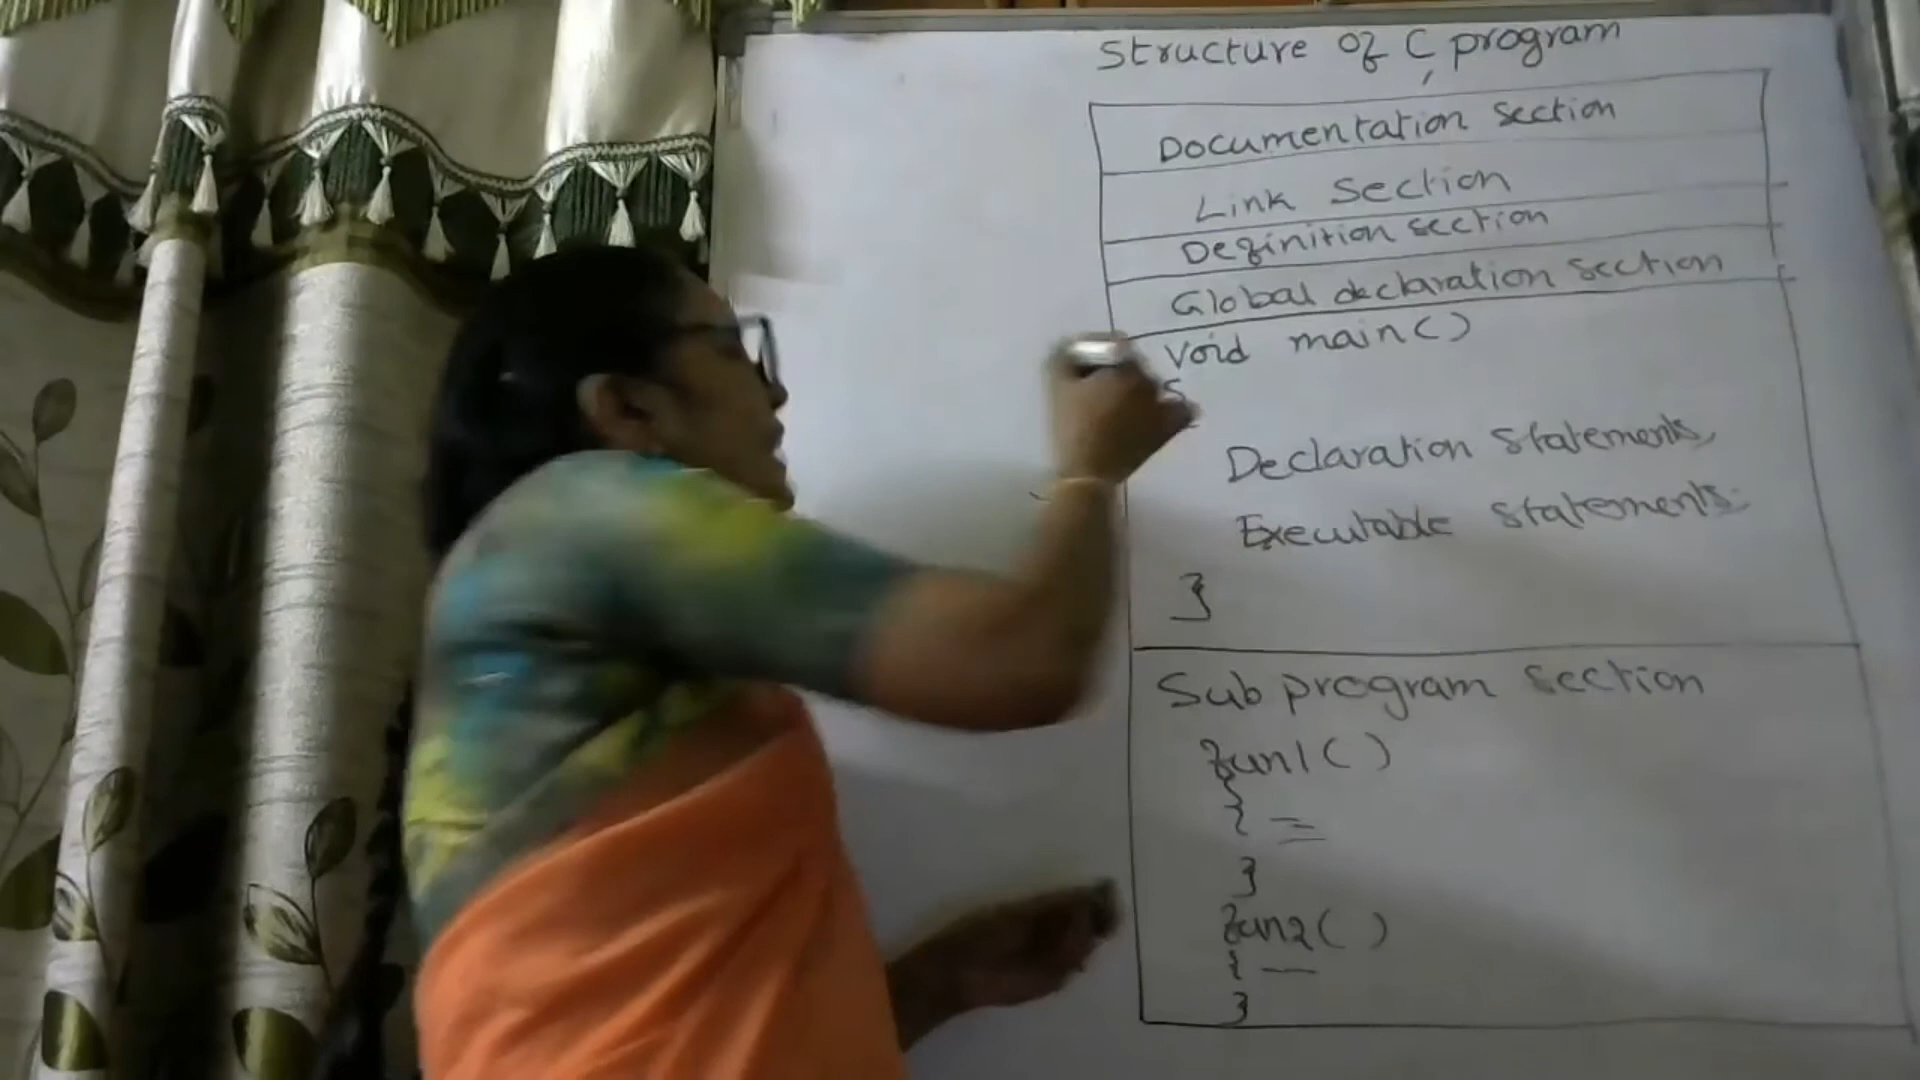 Structure of C program
Documentation section
Link section
Definition section
Global declaration section
void main()
{
Declaration statements
Executable statements
}
Sub program section
fun1( )
{ =
}
fun2( )
{ —
}